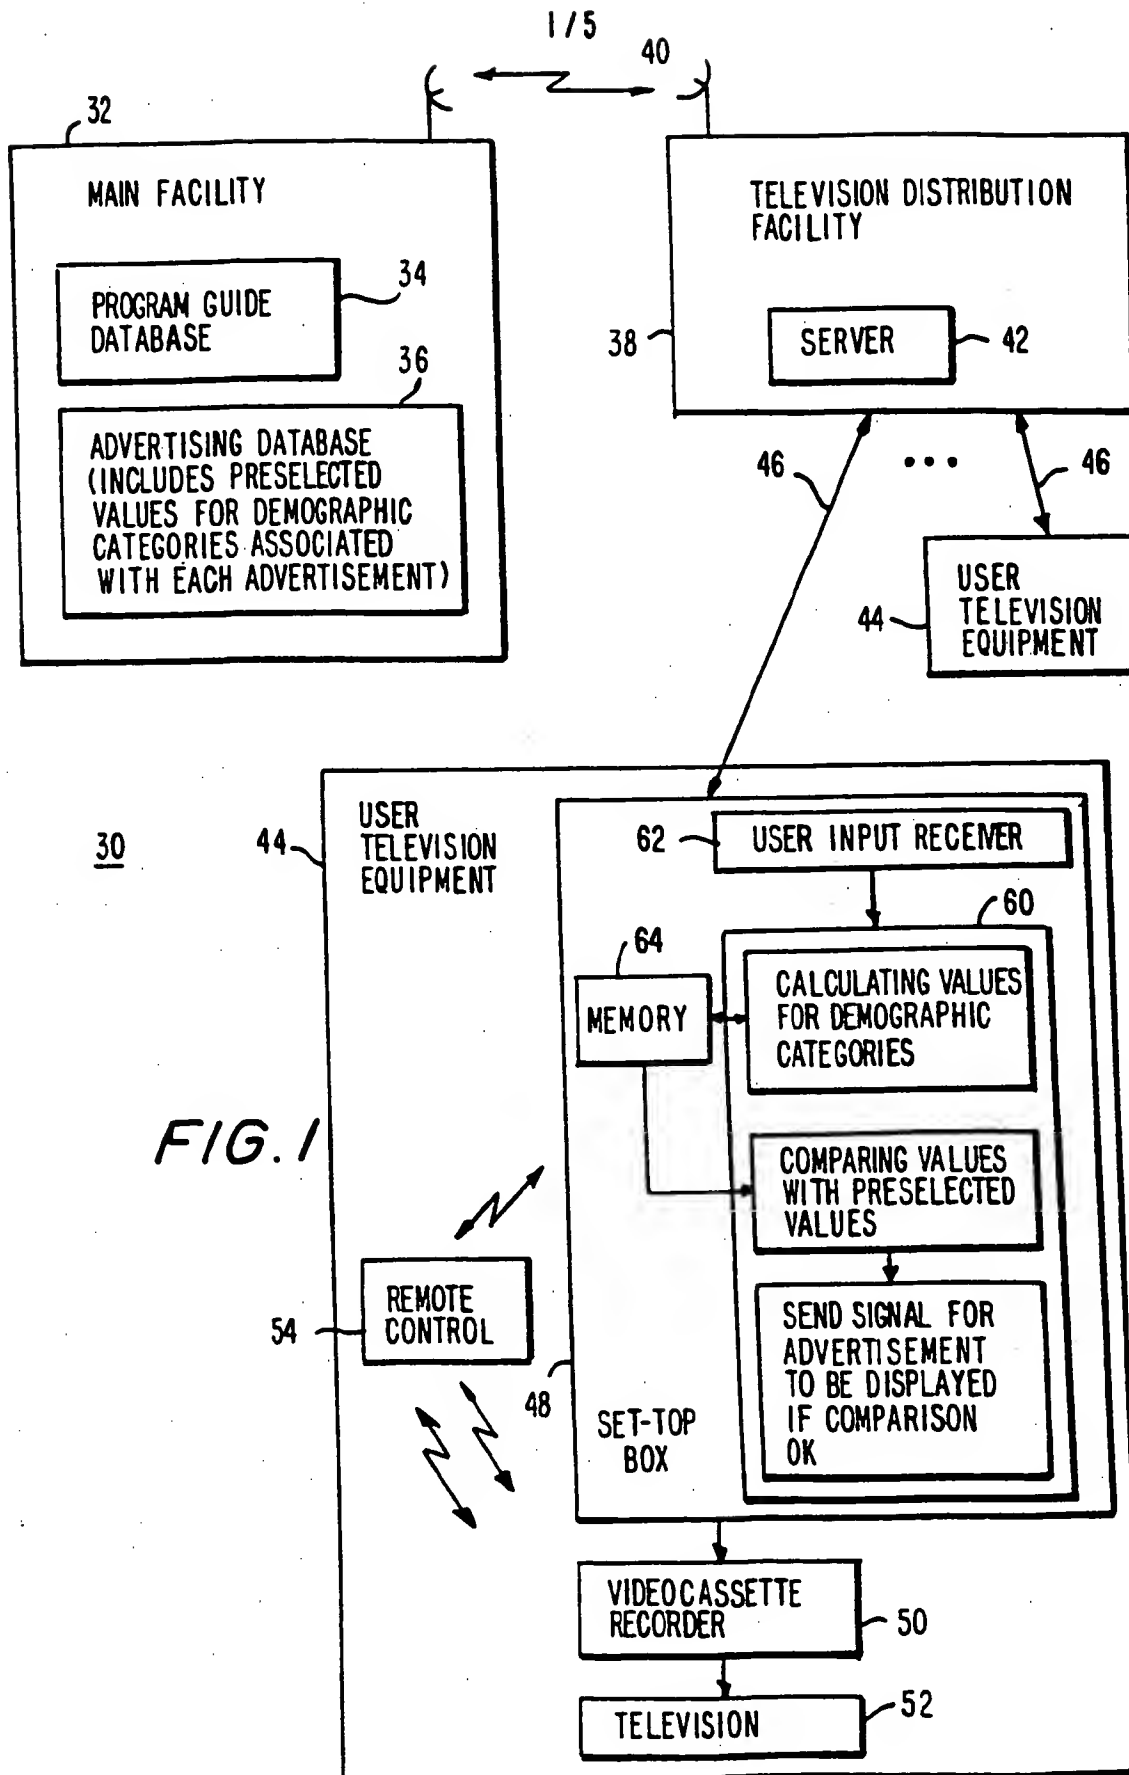 1/5
40
32
MAIN FACILITY
PROGRAM GUIDE
DATABASE
34
36
ADVERTISING DATABASE
(INCLUDES PRESELECTED
VALUES FOR DEMOGRAPHIC
CATEGORIES ASSOCIATED
WITH EACH ADVERTISEMENT)
TELEVISION DISTRIBUTION
FACILITY
38
SERVER
42
46
...
46
44
USER
TELEVISION
EQUIPMENT
30
44
USER
TELEVISION
EQUIPMENT
62
USER INPUT RECEIVER
60
64
MEMORY
CALCULATING VALUES
FOR DEMOGRAPHIC
CATEGORIES
FIG. 1
COMPARING VALUES
WITH PRESELECTED
VALUES
54
REMOTE
CONTROL
SEND SIGNAL FOR
ADVERTISEMENT
TO BE DISPLAYED
IF COMPARISON
OK
48
SET-TOP
BOX
VIDEOCASSETTE
RECORDER
50
TELEVISION
52